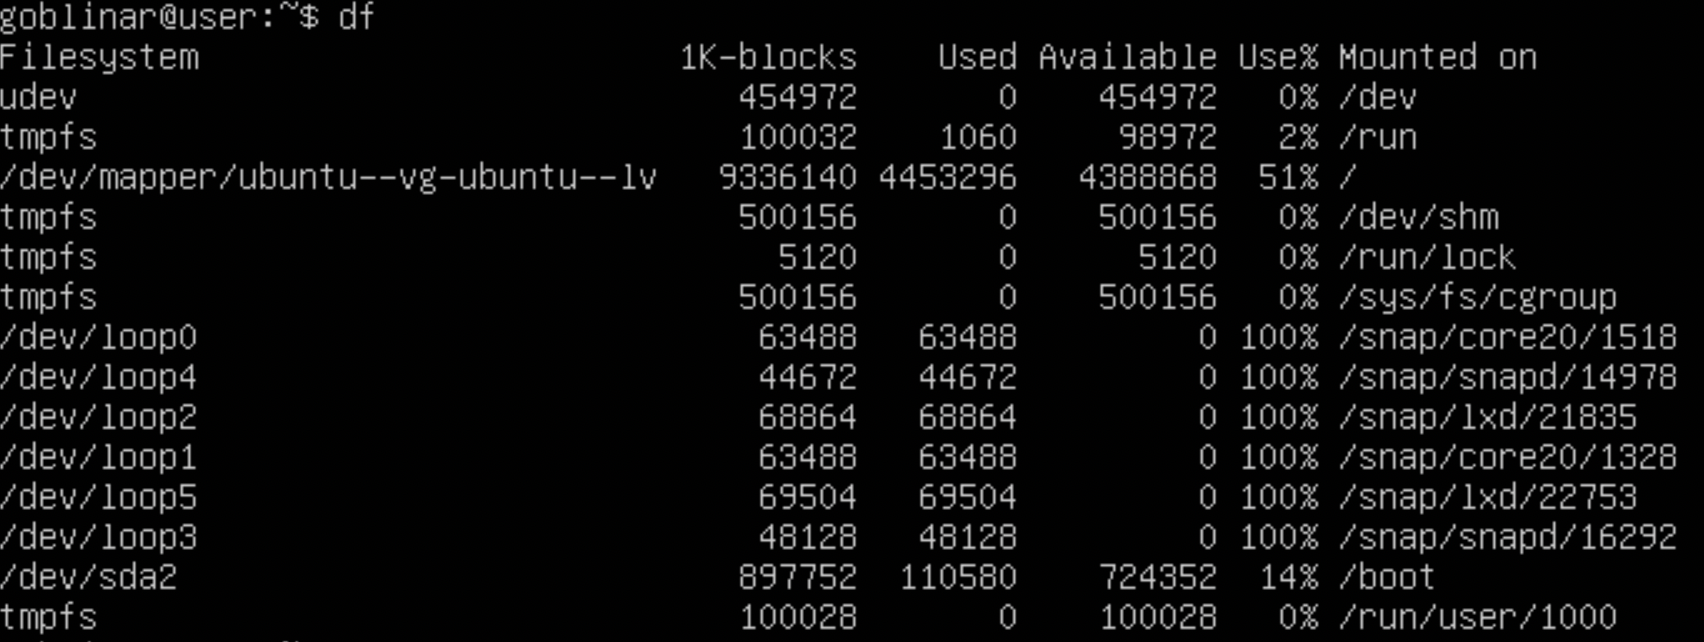 goblinar@user:~$ df
Filesystem 1K-blocks Used Available Use% Mounted on
udev 454972 0 454972 0% /dev
tmpfs 100032 1060 98972 2% /run
/dev/mapper/ubuntu--vg-ubuntu--lv 9336140 4453296 4388868 51% /
tmpfs 500156 0 500156 0% /dev/shm
tmpfs 5120 0 5120 0% /run/lock
tmpfs 500156 0 500156 0% /sys/fs/cgroup
/dev/loop0 63488 63488 0 100% /snap/core20/1518
/dev/loop4 44672 44672 0 100% /snap/snapd/14978
/dev/loop2 68864 68864 0 100% /snap/lxd/21835
/dev/loop1 63488 63488 0 100% /snap/core20/1328
/dev/loop5 69504 69504 0 100% /snap/lxd/22753
/dev/loop3 48128 48128 0 100% /snap/snapd/16292
/dev/sda2 897752 110580 724352 14% /boot
tmpfs 100028 0 100028 0% /run/user/1000